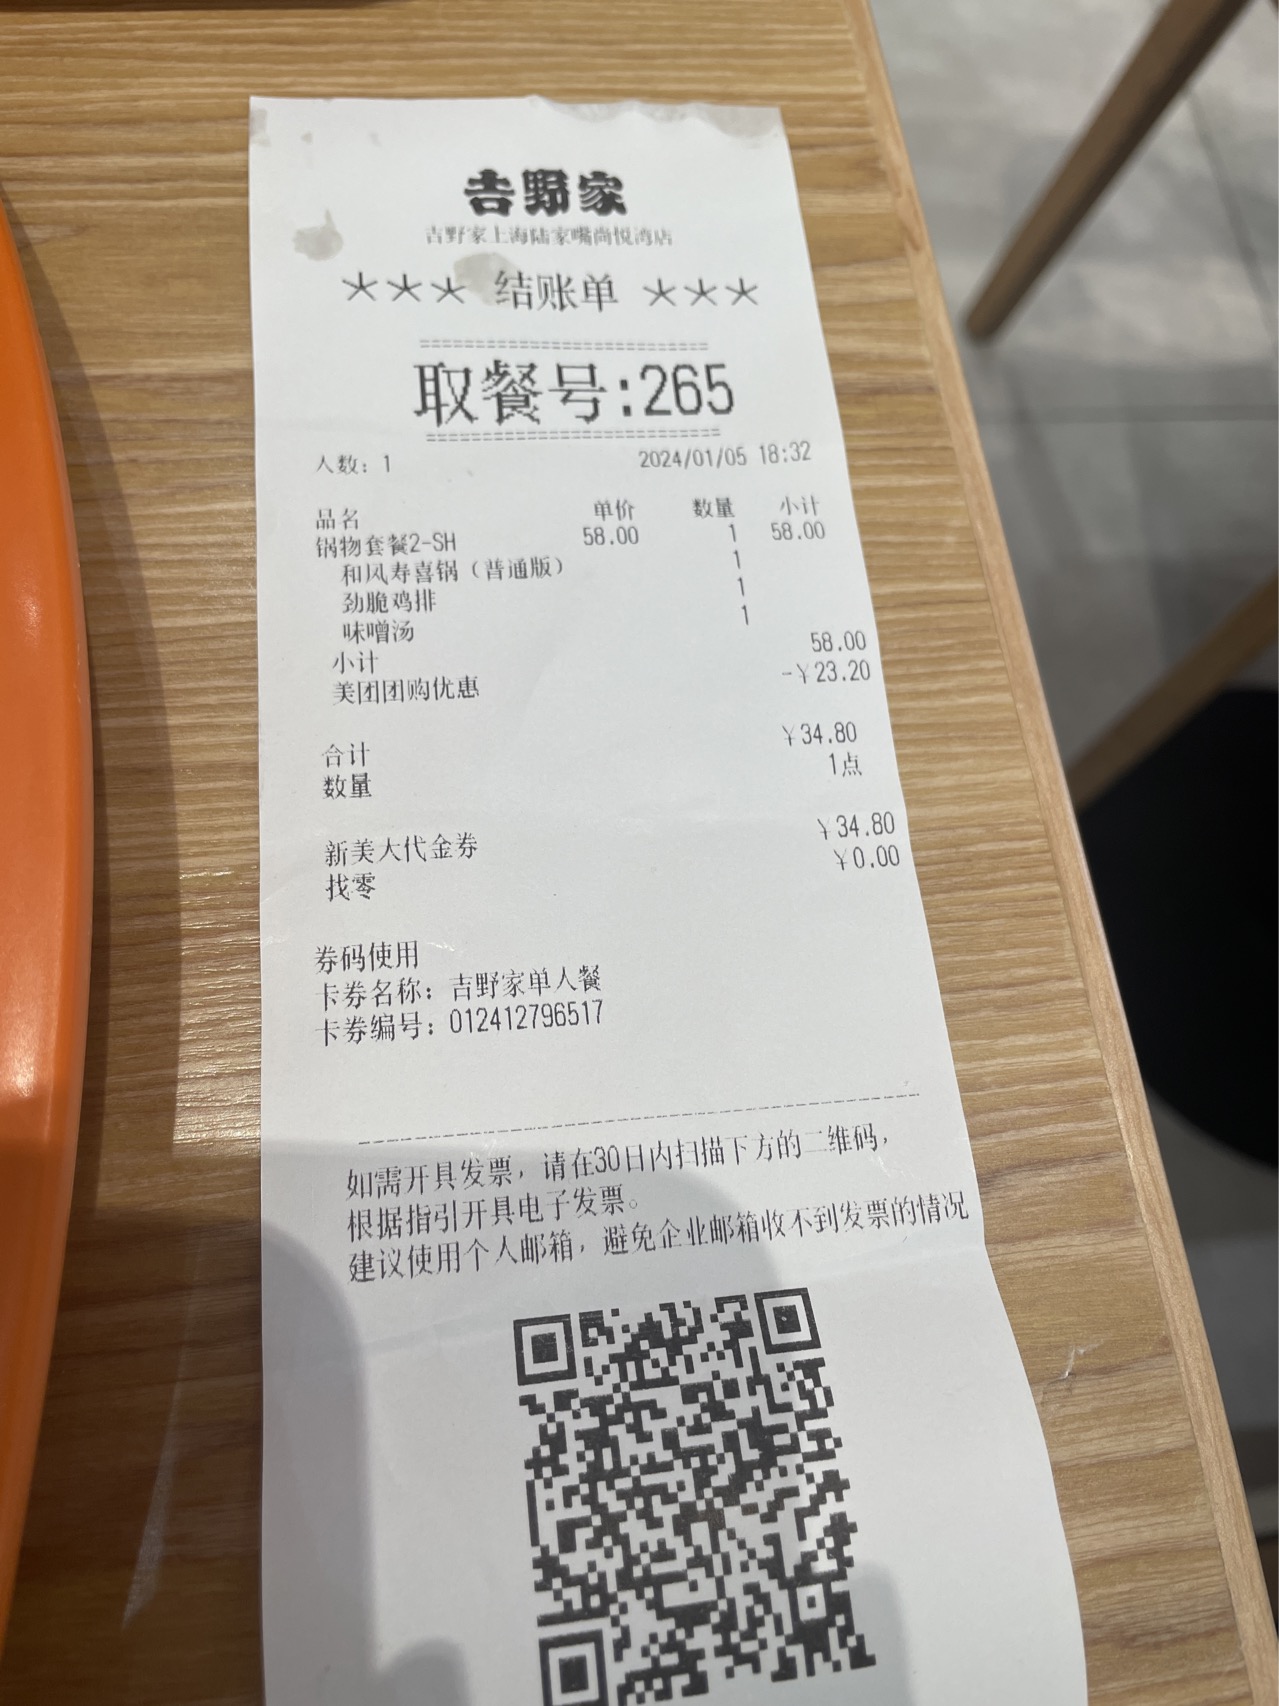 吉野家
吉野家上海陆家嘴尚悦湾店
*** 结账单 ***
==========================
取餐号:265
==========================
人数: 1 2024/01/05 18:32
品名 单价 数量 小计
锅物套餐2-SH 58.00 1 58.00
和风寿喜锅（普通版） 1
劲脆鸡排 1
味噌汤 1
小计 58.00
美团团购优惠 -¥23.20
合计 ¥34.80
数量 1点
新美大代金券 ¥34.80
找零 ¥0.00
券码使用
卡券名称：吉野家单人餐
卡券编号：012412796517
如需开具发票，请在30日内扫描下方的二维码，
根据指引开具电子发票。
建议使用个人邮箱，避免企业邮箱收不到发票的情况